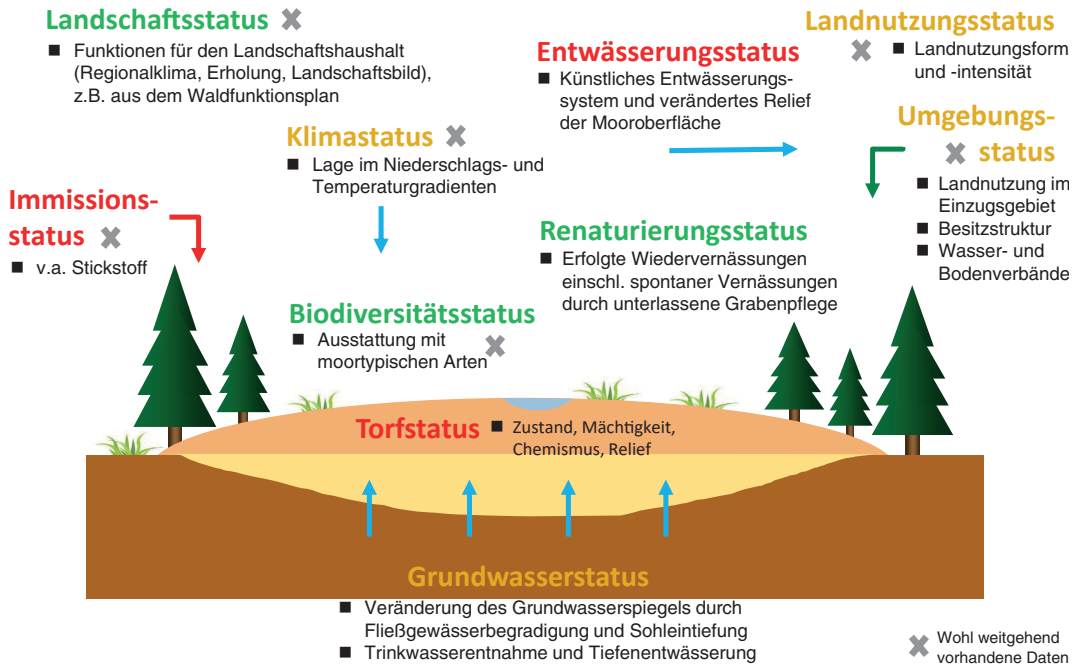 Landschaftsstatus
■ Funktionen für den Landschaftshaushalt
(Regionalklima, Erholung, Landschaftsbild),
z.B. aus dem Waldfunktionsplan
Klimastatus
■ Lage im Niederschlags- und
Temperaturgradienten
Immissions-
status
■ v.a. Stickstoff
Entwässerungsstatus
■ Künstliches Entwässerungs-
system und verändertes Relief
der Mooroberfläche
Landnutzungsstatus
■ Landnutzungsform
und -intensität
Umgebungs-
status
■ Landnutzung im
Einzugsgebiet
■ Besitzstruktur
■ Wasser- und
Bodenverbände
Renaturierungsstatus
■ Erfolgte Wiedervernässungen
einschl. spontaner Vernässungen
durch unterlassene Grabenpflege
Biodiversitätsstatus
■ Ausstattung mit
moortypischen Arten
Torfstatus
■ Zustand, Mächtigkeit,
Chemismus, Relief
Grundwasserstatus
■ Veränderung des Grundwasserspiegels durch
Fließgewässerbegradigung und Sohleintiefung
■ Trinkwasserentnahme und Tiefenentwässerung
Wohl weitgehend
vorhandene Daten